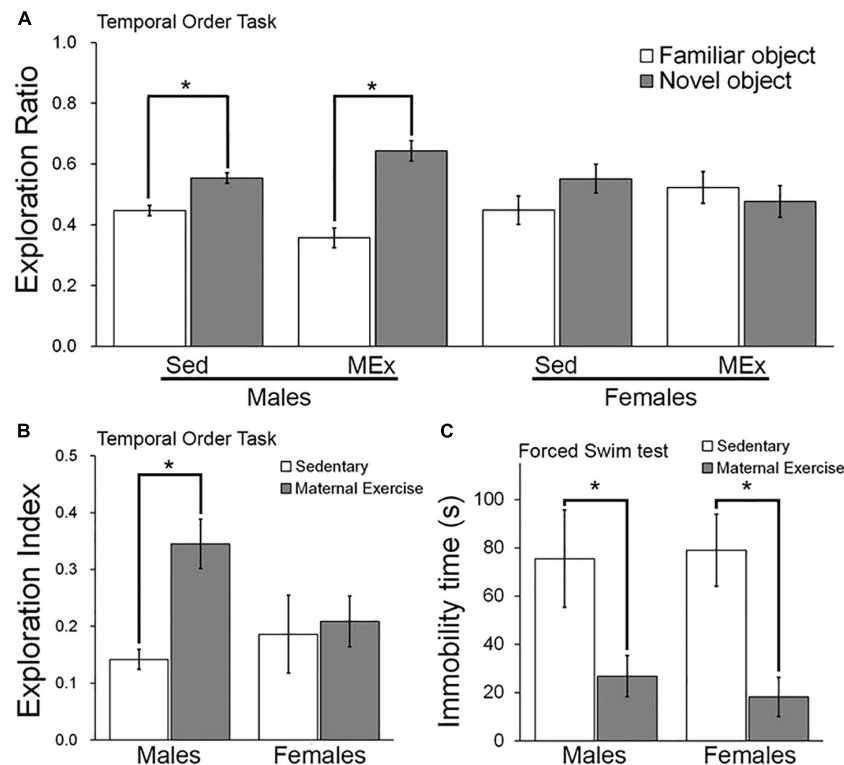 A
Temporal Order Task
Familiar object
Novel object
Exploration Ratio
1.0
0.8
0.6
0.4
0.2
0.0
*
*
Sed
MEx
Sed
MEx
Males
Females
B
Temporal Order Task
Sedentary
Maternal Exercise
Exploration Index
0.5
0.4
0.3
0.2
0.1
0.0
*
Males
Females
C
Forced Swim test
Sedentary
Maternal Exercise
Immobility time (s)
100
80
60
40
20
0
*
*
Males
Females